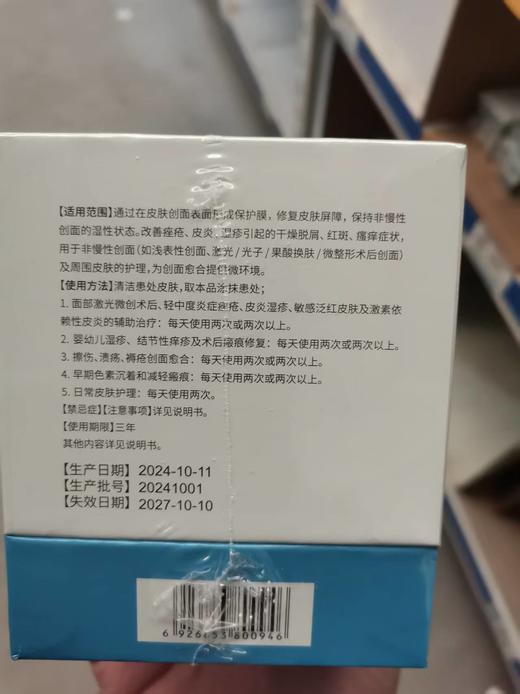 【适用范围】通过在皮肤创面表面形成保护膜，修复皮肤屏障，保持非慢性
创面的湿性状态。改善痤疮、皮炎、湿疹引起的干燥脱屑、红斑、瘙痒症状，
用于非慢性创面（如浅表性创面、激光/光子/果酸换肤/微整形术后创面）
及周围皮肤的护理，为创面愈合提供微环境。
【使用方法】清洁患处皮肤，取本品涂抹患处；
1. 面部激光微创术后、轻中度炎症痤疮、皮炎湿疹、敏感泛红皮肤及激素依
赖性皮炎的辅助治疗：每天使用两次或两次以上。
2. 婴幼儿湿疹、结节性痒疹及术后瘢痕修复：每天使用两次或两次以上。
3. 擦伤、溃疡、褥疮创面愈合：每天使用两次或两次以上。
4. 早期色素沉着和减轻瘢痕：每天使用两次或两次以上。
5. 日常皮肤护理：每天使用两次。
【禁忌症】【注意事项】详见说明书。
【使用期限】三年
其他内容详见说明书。
【生产日期】2024-10-11
【生产批号】20241001
【失效日期】2027-10-10
6 926 53 800946